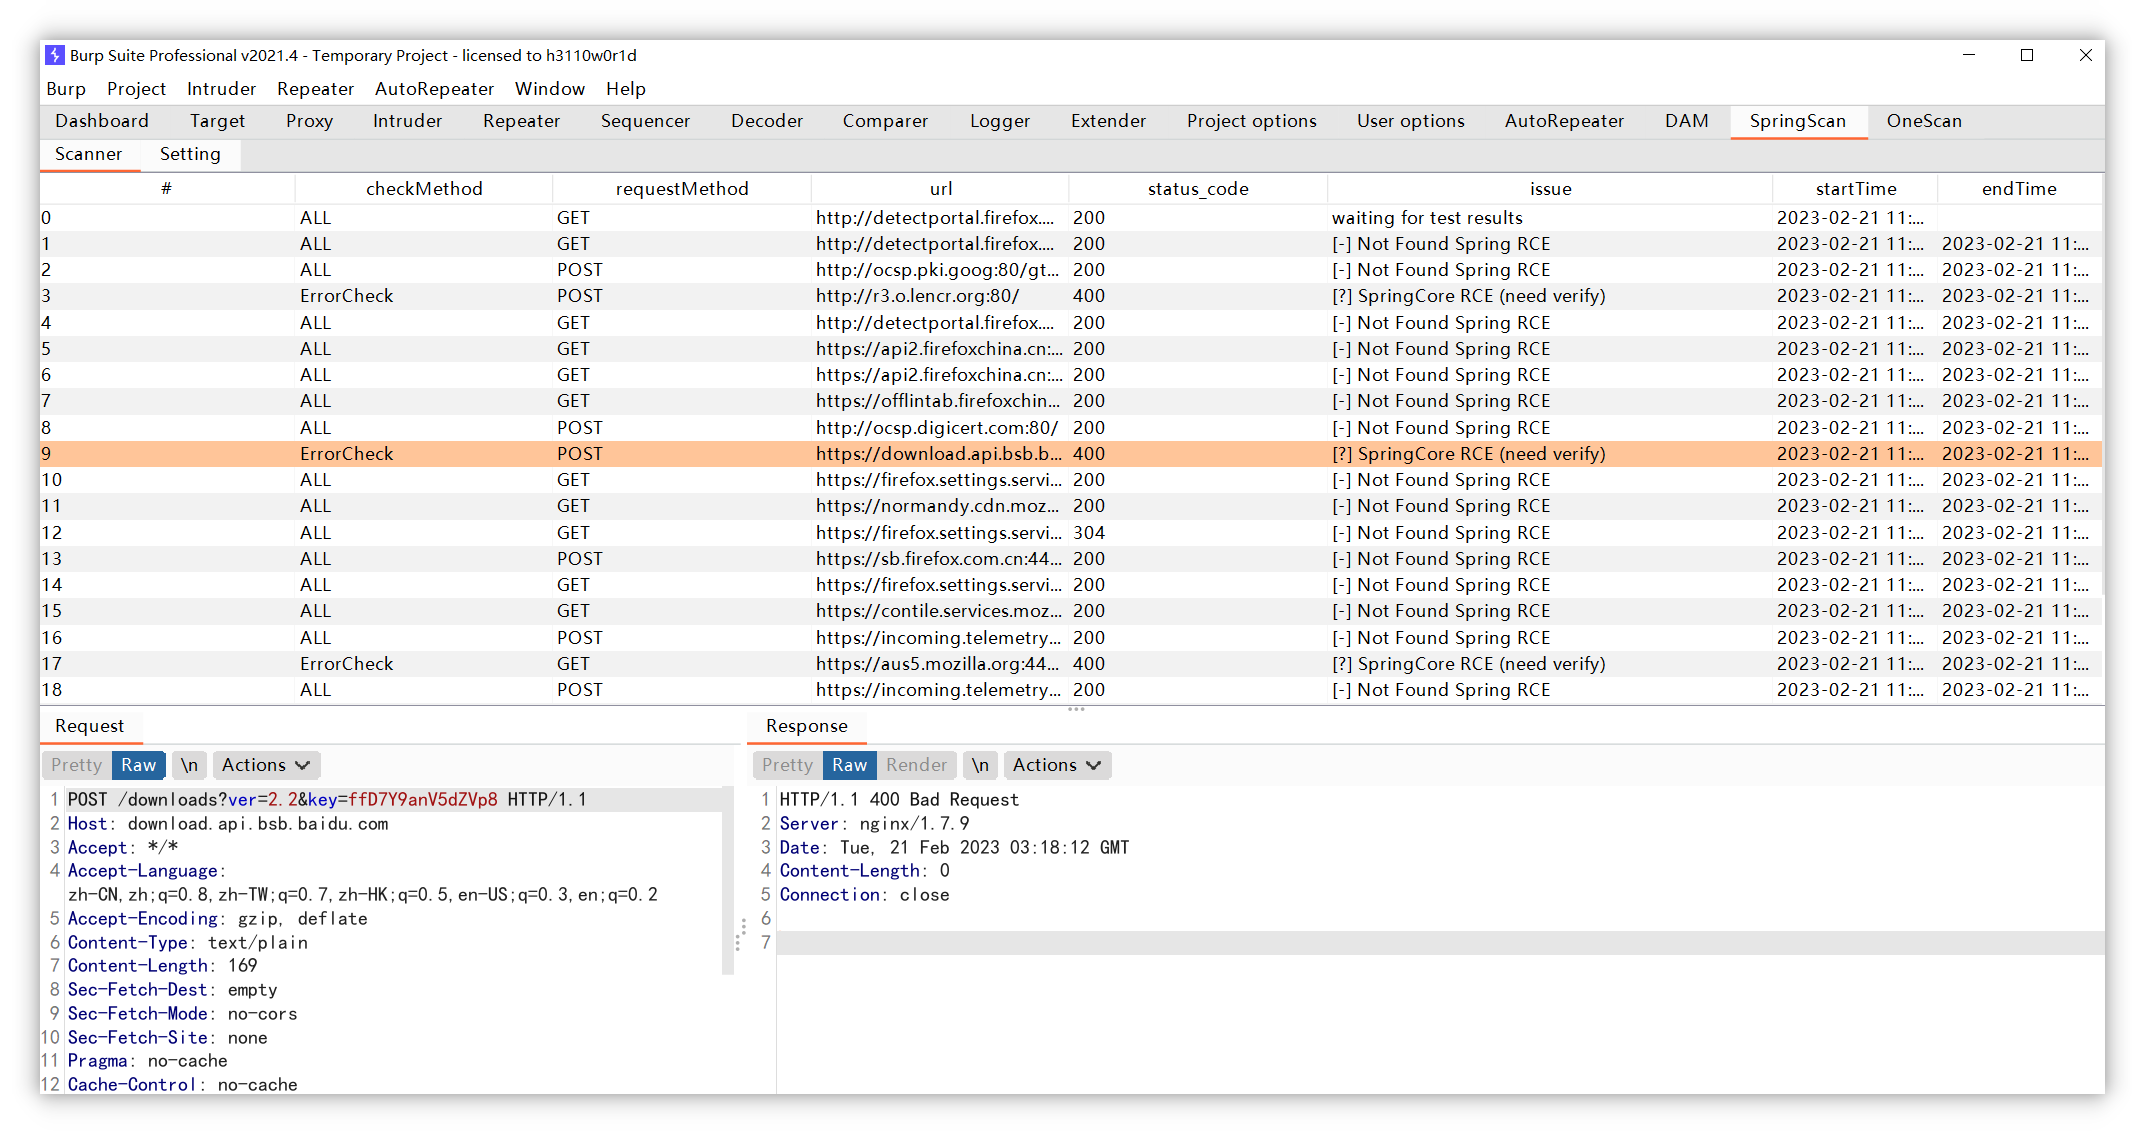 Burp Suite Professional v2021.4 - Temporary Project - licensed to h3110w0r1d
Burp Project Intruder Repeater AutoRepeater Window Help
Dashboard Target Proxy Intruder Repeater Sequencer Decoder Comparer Logger Extender Project options User options AutoRepeater DAM SpringScan OneScan
Scanner Setting
# checkMethod requestMethod url status_code issue startTime endTime
0 ALL GET http://detectportal.firefox.... 200 waiting for test results 2023-02-21 11:...
1 ALL GET http://detectportal.firefox.... 200 [-] Not Found Spring RCE 2023-02-21 11:... 2023-02-21 11:...
2 ALL POST http://ocsp.pki.goog:80/gt... 200 [-] Not Found Spring RCE 2023-02-21 11:... 2023-02-21 11:...
3 ErrorCheck POST http://r3.o.lencr.org:80/ 400 [?] SpringCore RCE (need verify) 2023-02-21 11:... 2023-02-21 11:...
4 ALL GET http://detectportal.firefox.... 200 [-] Not Found Spring RCE 2023-02-21 11:... 2023-02-21 11:...
5 ALL GET https://api2.firefoxchina.cn:... 200 [-] Not Found Spring RCE 2023-02-21 11:... 2023-02-21 11:...
6 ALL GET https://api2.firefoxchina.cn:... 200 [-] Not Found Spring RCE 2023-02-21 11:... 2023-02-21 11:...
7 ALL GET https://offlintab.firefoxchin... 200 [-] Not Found Spring RCE 2023-02-21 11:... 2023-02-21 11:...
8 ALL POST http://ocsp.digicert.com:80/ 200 [-] Not Found Spring RCE 2023-02-21 11:... 2023-02-21 11:...
9 ErrorCheck POST https://download.api.bsb.b... 400 [?] SpringCore RCE (need verify) 2023-02-21 11:... 2023-02-21 11:...
10 ALL GET https://firefox.settings.servi... 200 [-] Not Found Spring RCE 2023-02-21 11:... 2023-02-21 11:...
11 ALL GET https://normandy.cdn.moz... 200 [-] Not Found Spring RCE 2023-02-21 11:... 2023-02-21 11:...
12 ALL GET https://firefox.settings.servi... 304 [-] Not Found Spring RCE 2023-02-21 11:... 2023-02-21 11:...
13 ALL POST https://sb.firefox.com.cn:44... 200 [-] Not Found Spring RCE 2023-02-21 11:... 2023-02-21 11:...
14 ALL GET https://firefox.settings.servi... 200 [-] Not Found Spring RCE 2023-02-21 11:... 2023-02-21 11:...
15 ALL GET https://contile.services.moz... 200 [-] Not Found Spring RCE 2023-02-21 11:... 2023-02-21 11:...
16 ALL POST https://incoming.telemetry... 200 [-] Not Found Spring RCE 2023-02-21 11:... 2023-02-21 11:...
17 ErrorCheck GET https://aus5.mozilla.org:44... 400 [?] SpringCore RCE (need verify) 2023-02-21 11:... 2023-02-21 11:...
18 ALL POST https://incoming.telemetry... 200 [-] Not Found Spring RCE 2023-02-21 11:... 2023-02-21 11:...
Request
Pretty Raw \n Actions
1 POST /downloads?ver=2.2&key=ffD7Y9anV5dZVp8 HTTP/1.1
2 Host: download.api.bsb.baidu.com
3 Accept: */*
4 Accept-Language:
zh-CN,zh;q=0.8,zh-TW;q=0.7,zh-HK;q=0.5,en-US;q=0.3,en;q=0.2
5 Accept-Encoding: gzip, deflate
6 Content-Type: text/plain
7 Content-Length: 169
8 Sec-Fetch-Dest: empty
9 Sec-Fetch-Mode: no-cors
10 Sec-Fetch-Site: none
11 Pragma: no-cache
12 Cache-Control: no-cache
Response
Pretty Raw Render \n Actions
1 HTTP/1.1 400 Bad Request
2 Server: nginx/1.7.9
3 Date: Tue, 21 Feb 2023 03:18:12 GMT
4 Content-Length: 0
5 Connection: close
6
7